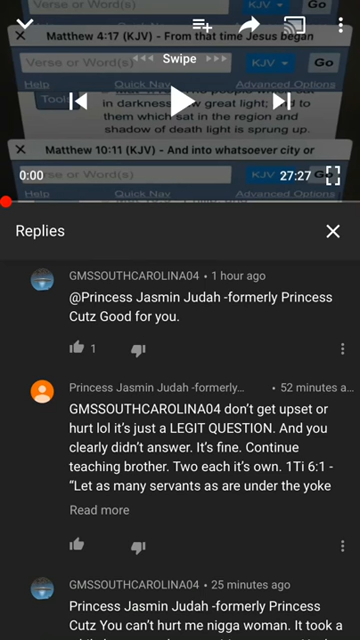 Verse or Word(s) KJV Go
Matthew 4:17 (KJV) - From that time Jesus began
Swipe
Verse or Word(s) KJV Go
Help Quick Nav Advanced Options
Tools
in darkness saw great light; and to
them which sat in the region and
shadow of death light is sprung up.
Matthew 10:11 (KJV) - And into whatsoever city or
0:00 Verse or Word(s) KJV Go 27:27
Help Quick Nav Advanced Options
Replies
GMSSOUTHCAROLINA04 • 1 hour ago
@Princess Jasmin Judah -formerly Princess
Cutz Good for you.
1
Princess Jasmin Judah -formerly... • 52 minutes a...
GMSSOUTHCAROLINA04 don't get upset or
hurt lol it's just a LEGIT QUESTION. And you
clearly didn't answer. It's fine. Continue
teaching brother. Two each it's own. 1Ti 6:1 -
“Let as many servants as are under the yoke
Read more
GMSSOUTHCAROLINA04 • 25 minutes ago
Princess Jasmin Judah -formerly Princess
Cutz You can't hurt me nigga woman. It took a